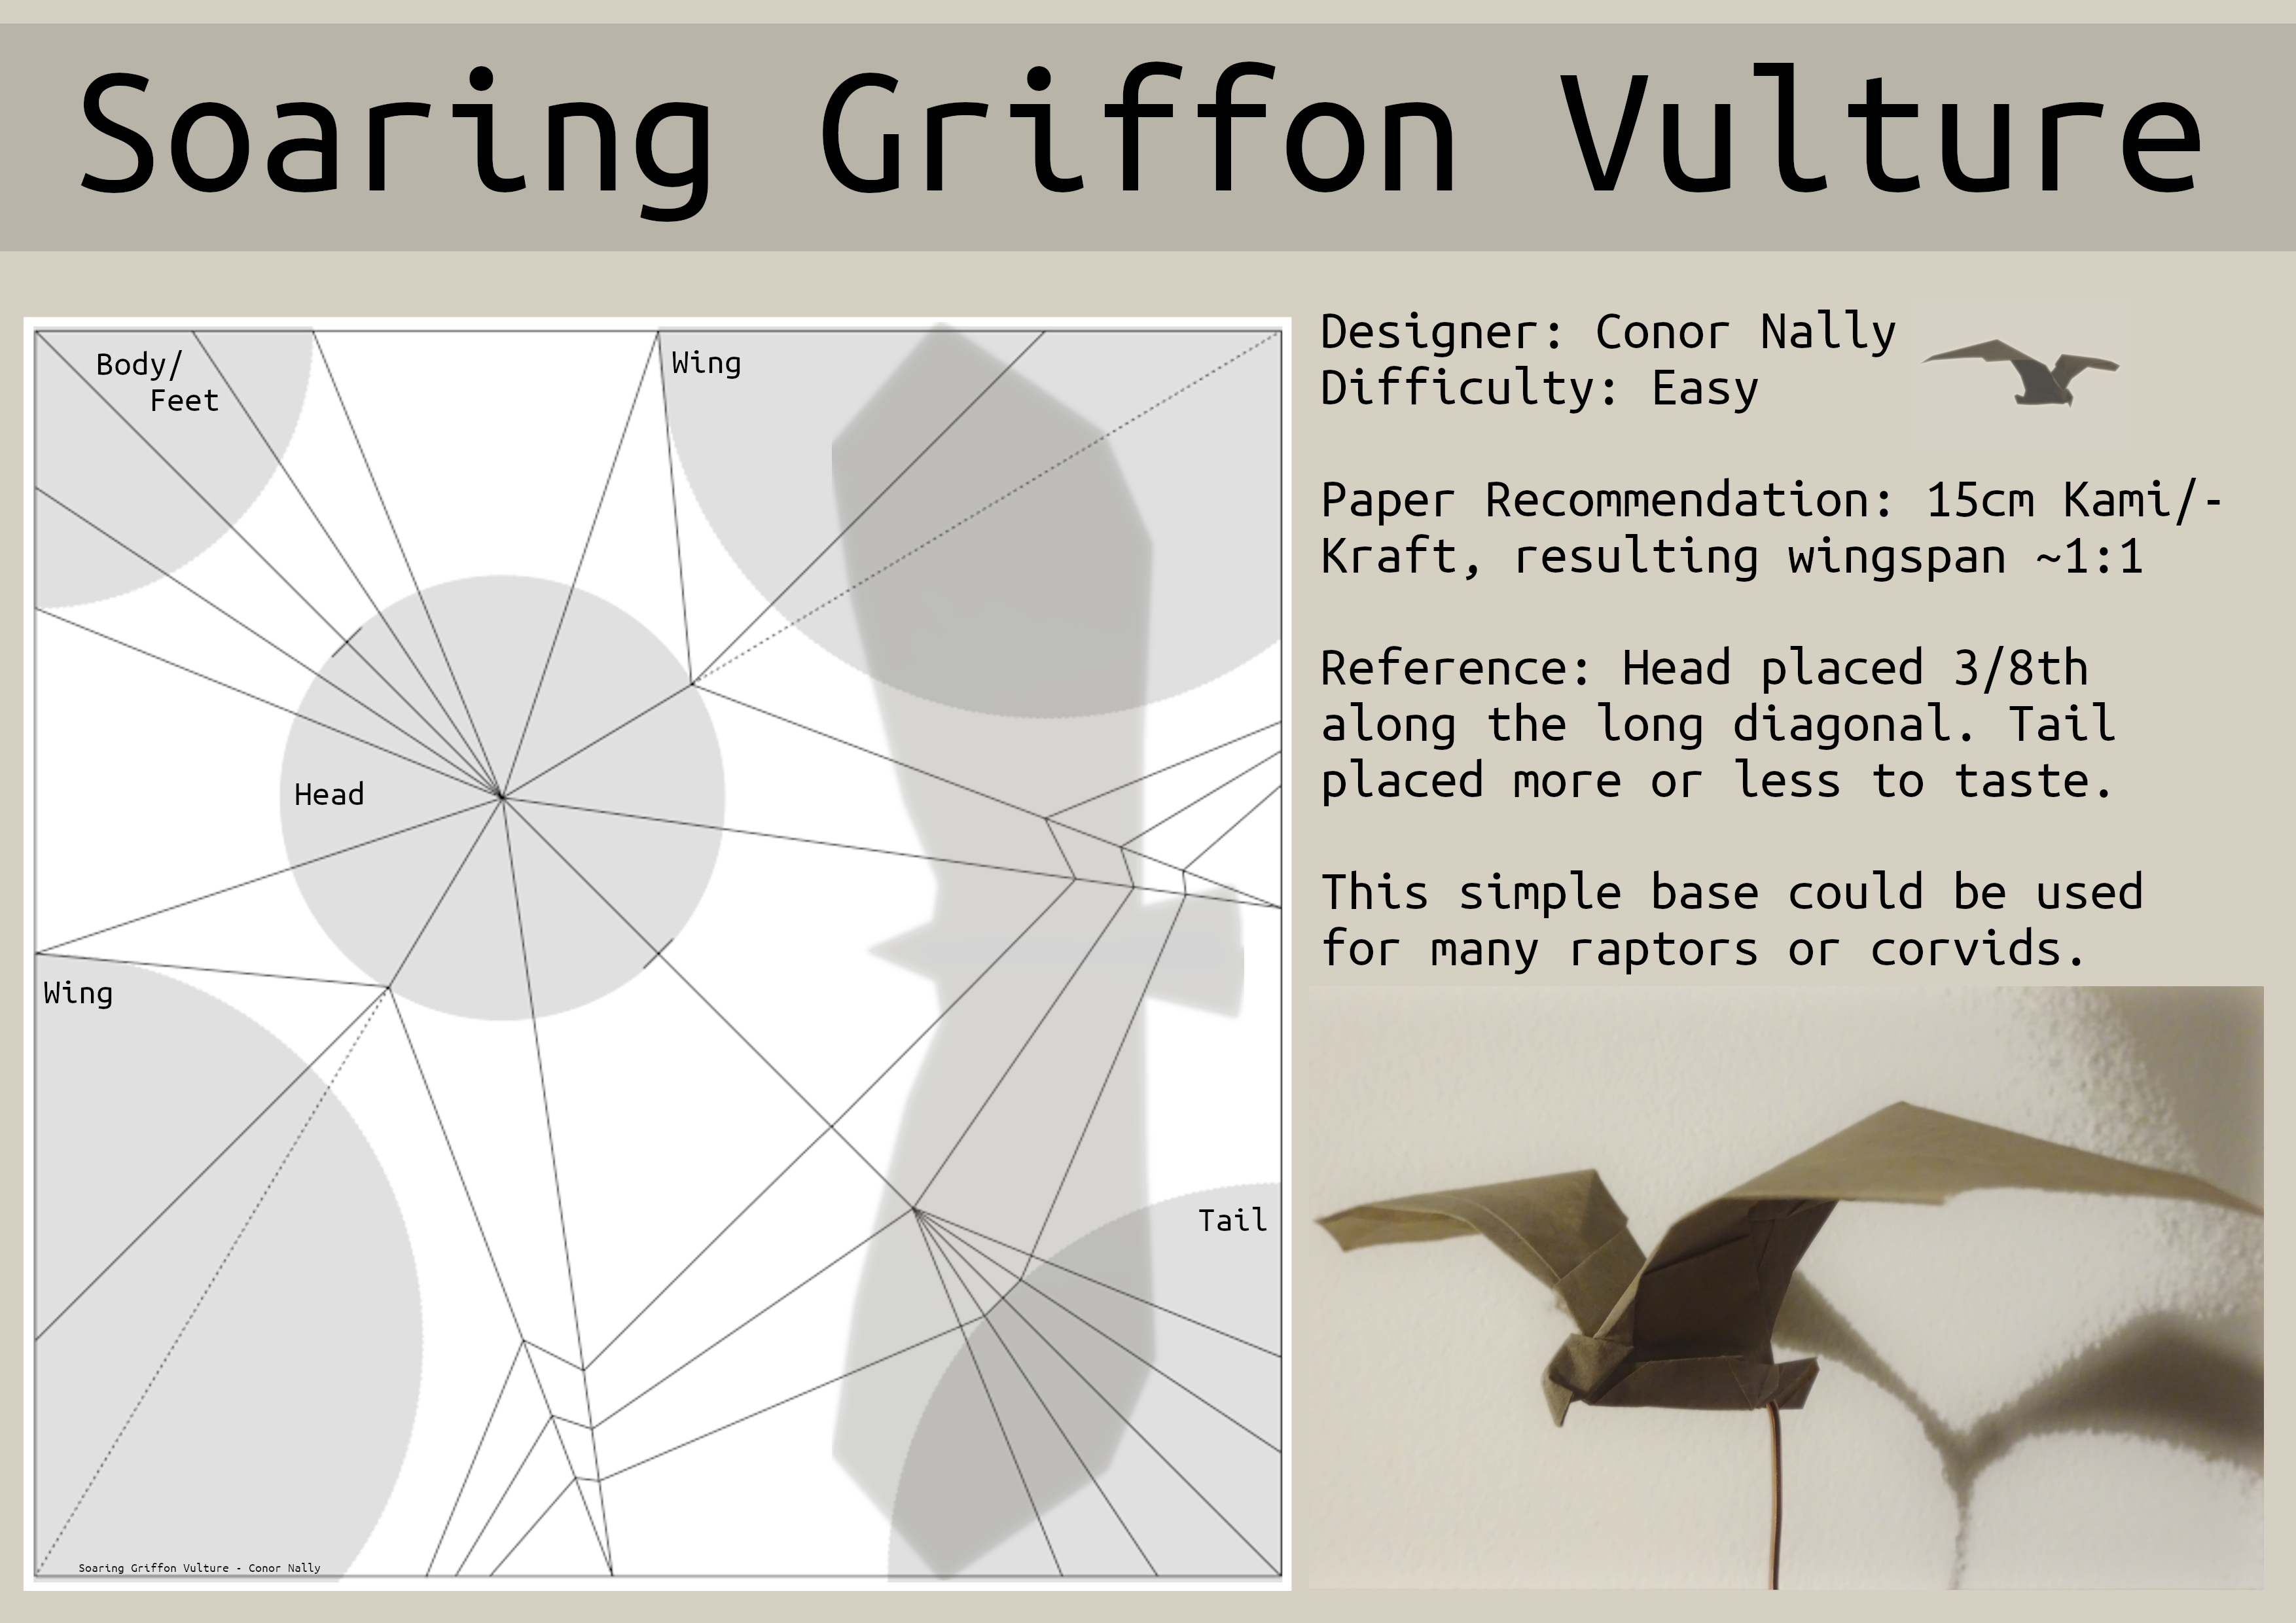 Soaring Griffon Vulture
Body/
Feet
Wing
Head
Wing
Tail
Soaring Griffon Vulture - Conor Nally
Designer: Conor Nally
Difficulty: Easy
Paper Recommendation: 15cm Kami/-
Kraft, resulting wingspan ~1:1
Reference: Head placed 3/8th
along the long diagonal. Tail
placed more or less to taste.
This simple base could be used
for many raptors or corvids.